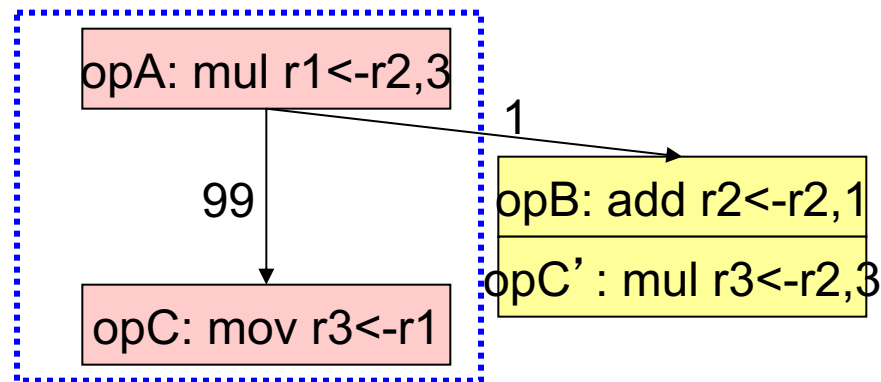 opA: mul r1<-r2,3
1
99
opB: add r2<-r2,1
opC’: mul r3<-r2,3
opC: mov r3<-r1